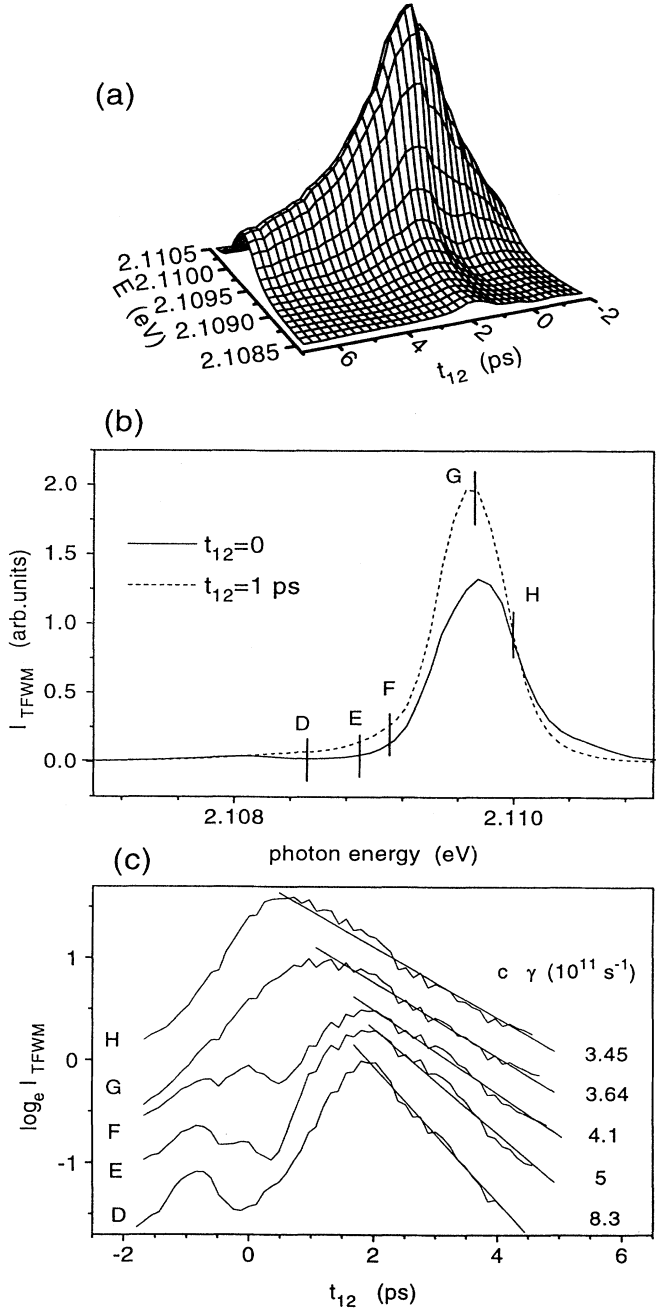 (a)
2.1105
2.1100
2.1095
2.1090
2.1085
E (eV)
6
4
2
0
-2
t12 (ps)
(b)
2.0
1.5
1.0
0.5
0.0
I TFWM (arb.units)
t12=0
t12=1 ps
G
H
F
E
D
2.108
2.110
photon energy (eV)
(c)
1
0
-1
loge I TFWM
c γ (10^11 s^-1)
H
3.45
G
3.64
F
4.1
E
5
D
8.3
-2
0
2
4
6
t12 (ps)